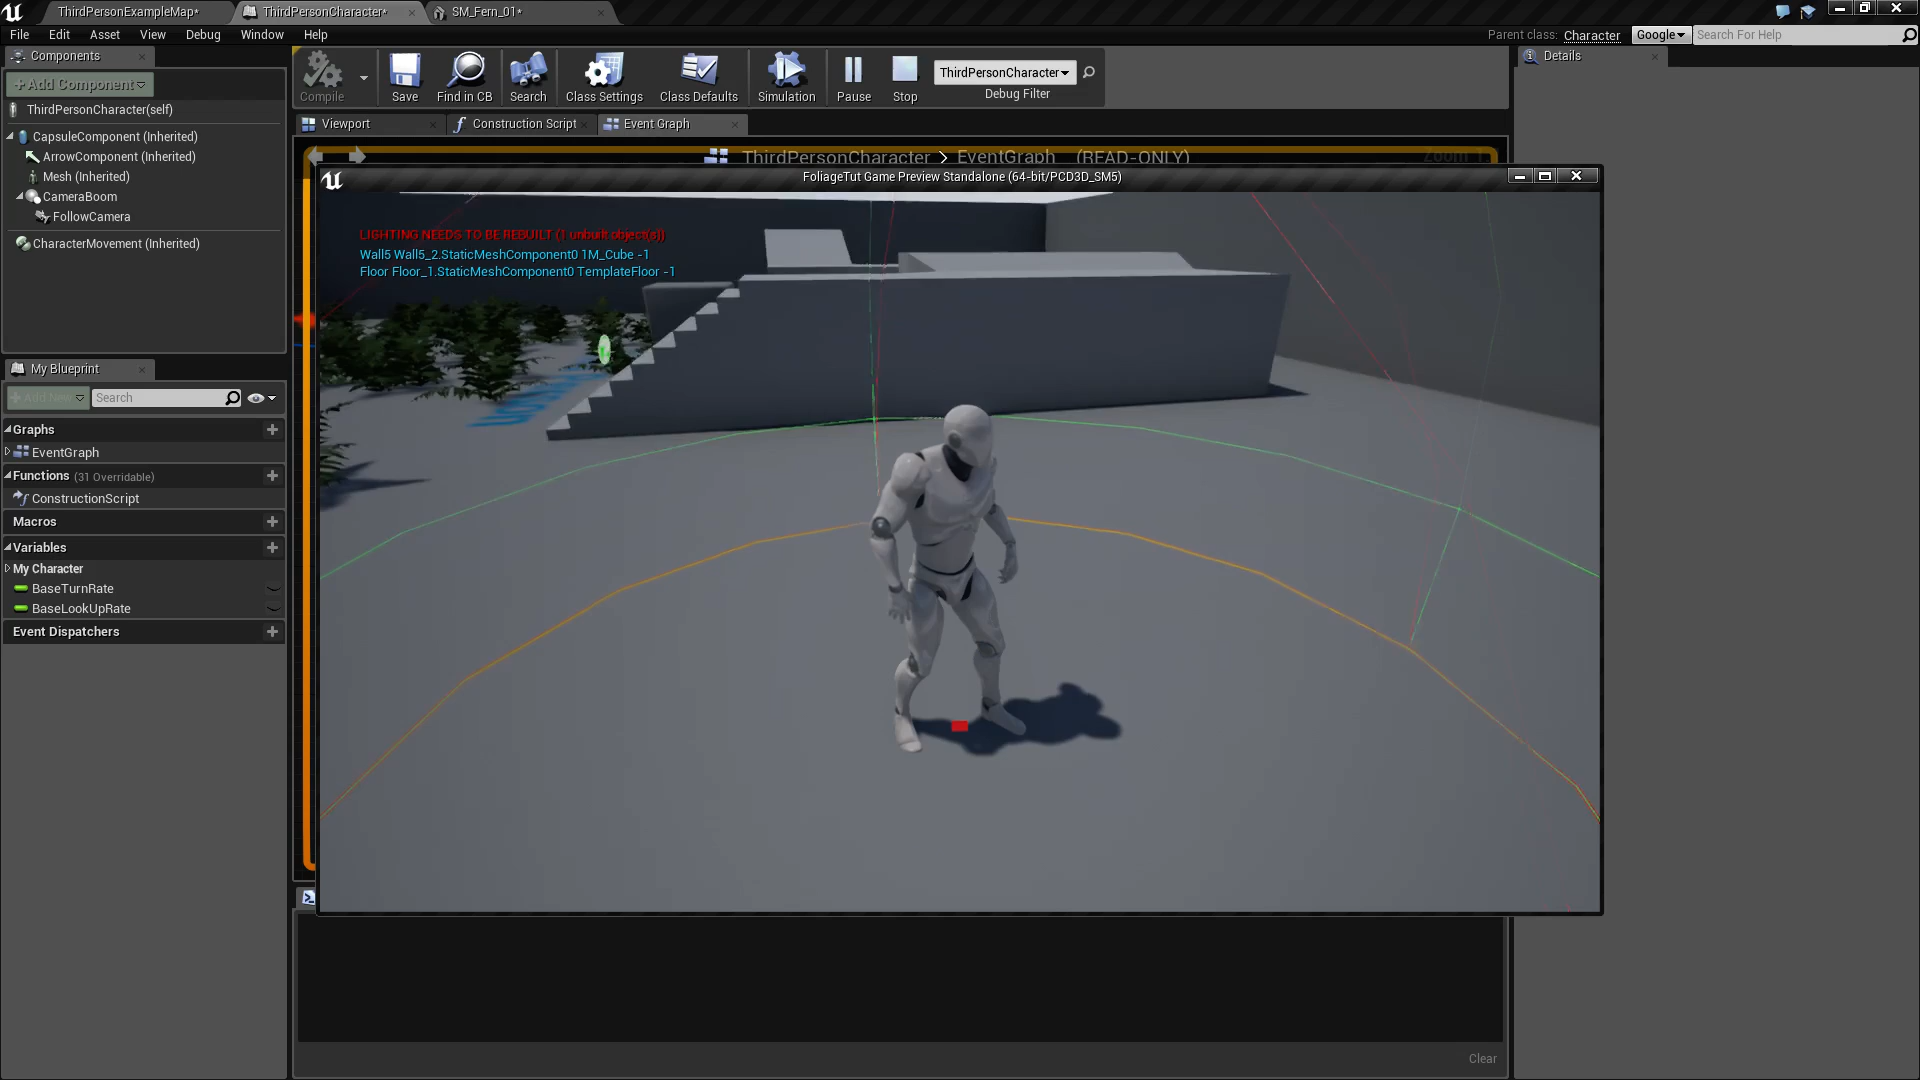 ThirdPersonExampleMap*
ThirdPersonCharacter*
SM_Fern_01*
File Edit Asset View Debug Window Help
Parent class: Character
Google
Search For Help
Components
+Add Component
ThirdPersonCharacter(self)
CapsuleComponent (Inherited)
ArrowComponent (Inherited)
Mesh (Inherited)
CameraBoom
FollowCamera
CharacterMovement (Inherited)
My Blueprint
Add New
Search
Graphs
EventGraph
Functions (31 Overridable)
ConstructionScript
Macros
Variables
My Character
BaseTurnRate
BaseLookUpRate
Event Dispatchers
Compile
Save
Find in CB
Search
Class Settings
Class Defaults
Simulation
Pause
Stop
ThirdPersonCharacter
Debug Filter
Viewport
Construction Script
Event Graph
ThirdPersonCharacter > EventGraph (READ-ONLY)
FoliageTut Game Preview Standalone (64-bit/PCD3D_SM5)
LIGHTING NEEDS TO BE REBUILT (1 unbuilt object(s))
Wall5 Wall5_2.StaticMeshComponent0 1M_Cube -1
Floor Floor_1.StaticMeshComponent0 TemplateFloor -1
Details
Clear